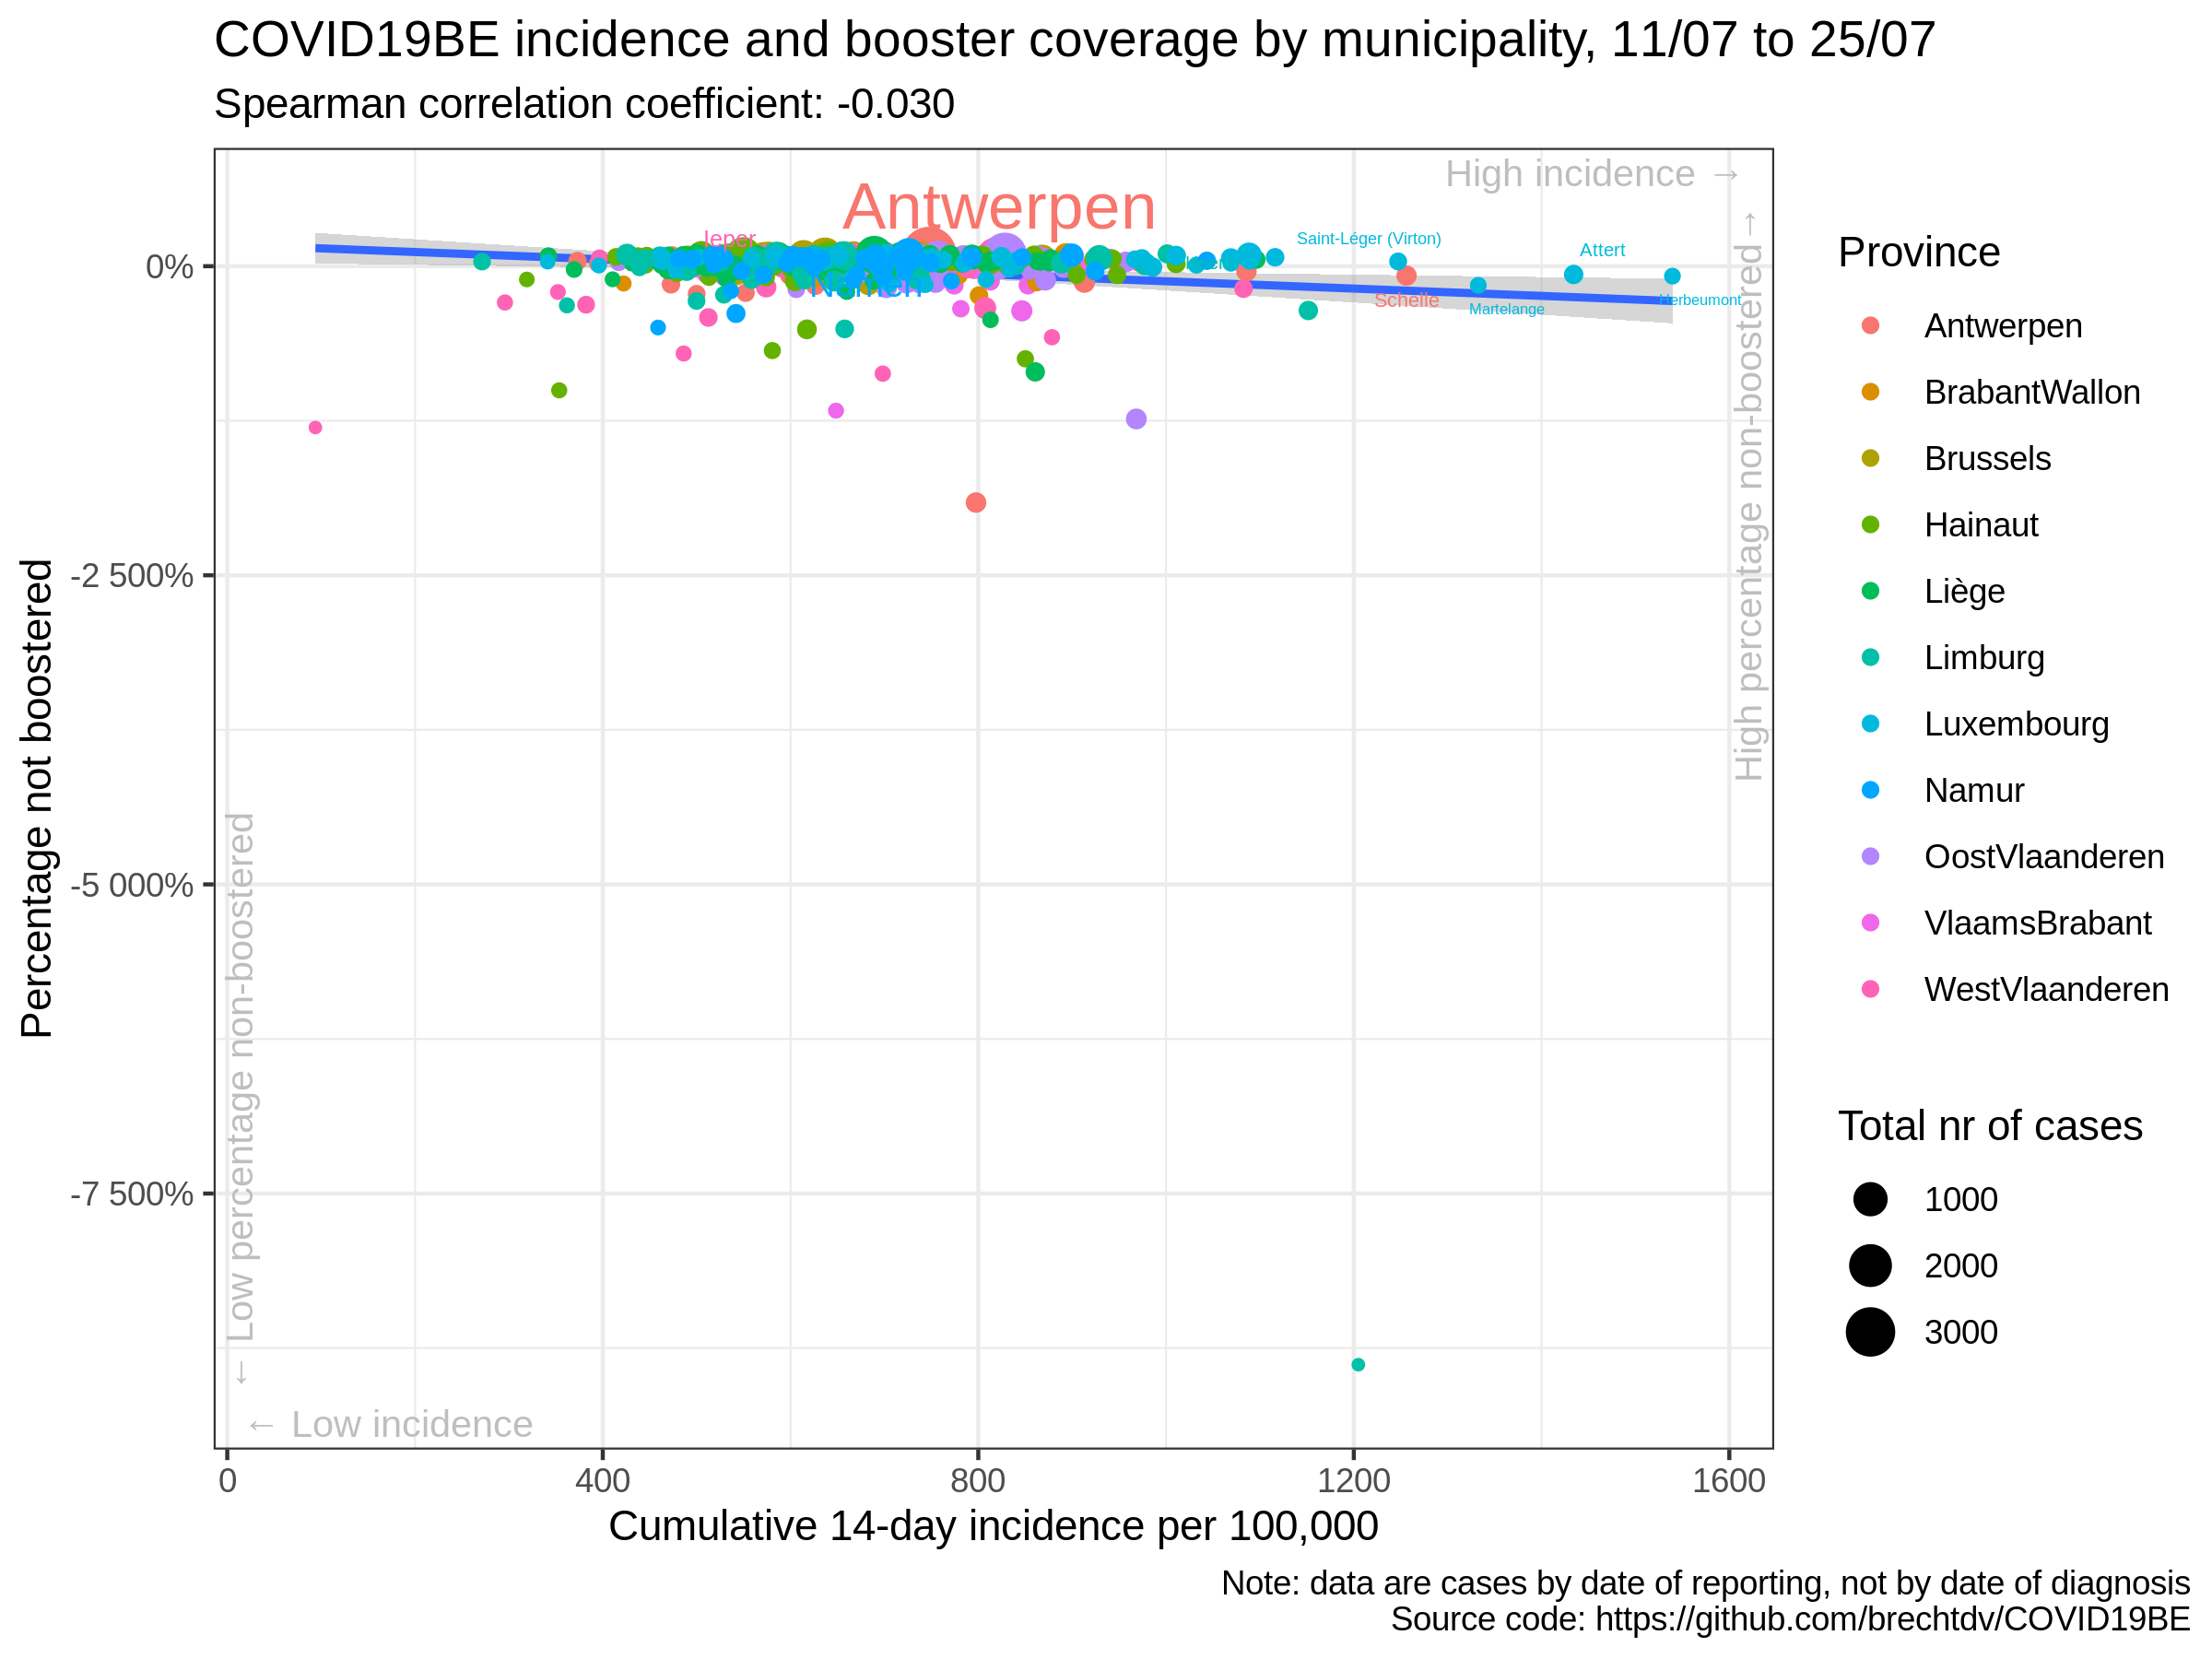 COVID19BE incidence and booster coverage by municipality, 11/07 to 25/07
Spearman correlation coefficient: -0.030
High incidence →
Antwerpen
Ieper
Saint-Léger (Virton)
Attert
Schelle
Martelange
Herbeumont
Namen
High percentage non-boostered→
← Low percentage non-boostered
← Low incidence
Percentage not boostered
0%
-2 500%
-5 000%
-7 500%
0
400
800
1200
1600
Cumulative 14-day incidence per 100,000
Province
Antwerpen
BrabantWallon
Brussels
Hainaut
Liège
Limburg
Luxembourg
Namur
OostVlaanderen
VlaamsBrabant
WestVlaanderen
Total nr of cases
1000
2000
3000
Note: data are cases by date of reporting, not by date of diagnosis
Source code: https://github.com/brechtdv/COVID19BE